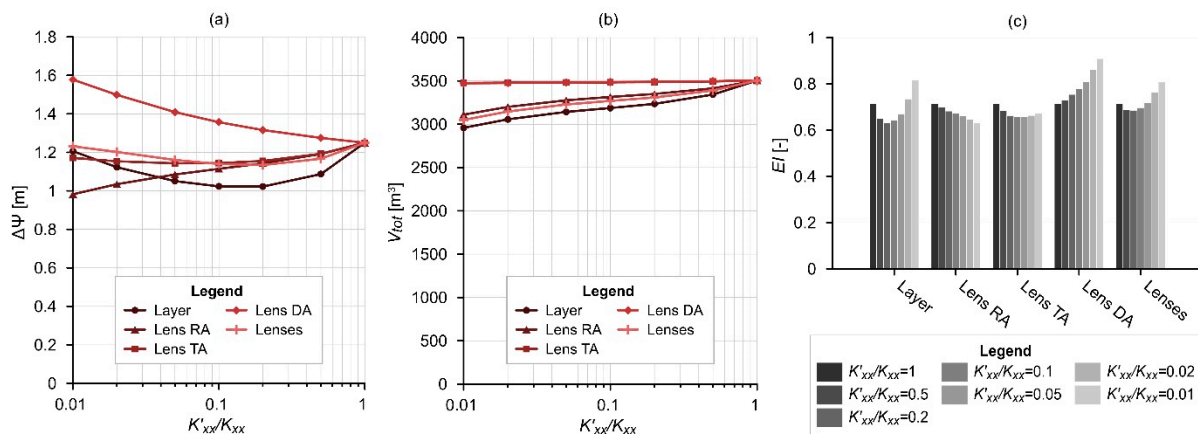 (a)
1.8
1.6
1.4
1.2
1
0.8
0.6
0.4
0.2
0
ΔΨ [m]
Legend
Layer
Lens DA
Lens RA
Lenses
Lens TA
0.01
0.1
1
K'xx/Kxx
(b)
4000
3500
3000
2500
2000
1500
1000
500
0
Vtot [m³]
Legend
Layer
Lens DA
Lens RA
Lenses
Lens TA
0.01
0.1
1
K'xx/Kxx
(c)
1
0.8
0.6
0.4
0.2
0
EI [-]
Layer
Lens RA
Lens TA
Lens DA
Lenses
Legend
K'xx/Kxx=1
K'xx/Kxx=0.1
K'xx/Kxx=0.02
K'xx/Kxx=0.5
K'xx/Kxx=0.05
K'xx/Kxx=0.01
K'xx/Kxx=0.2